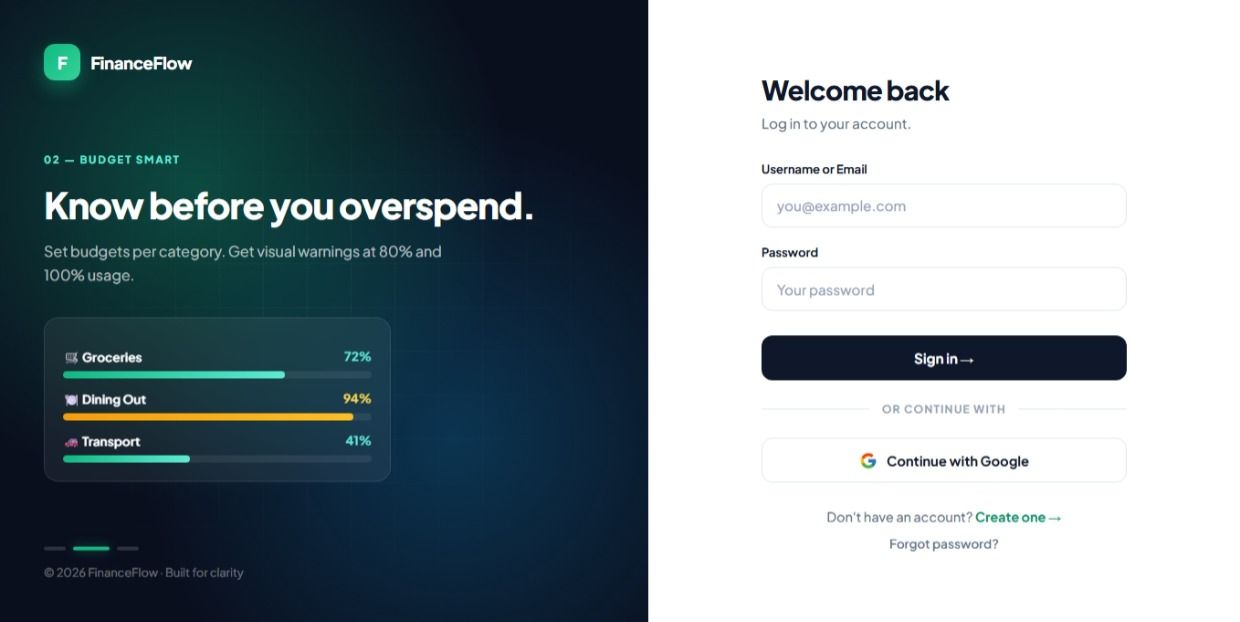 F FinanceFlow
02 — BUDGET SMART
Know before you overspend.
Set budgets per category. Get visual warnings at 80% and
100% usage.
Groceries 72%
Dining Out 94%
Transport 41%
© 2026 FinanceFlow · Built for clarity
Welcome back
Log in to your account.
Username or Email
you@example.com
Password
Your password
Sign in →
OR CONTINUE WITH
Continue with Google
Don't have an account? Create one →
Forgot password?